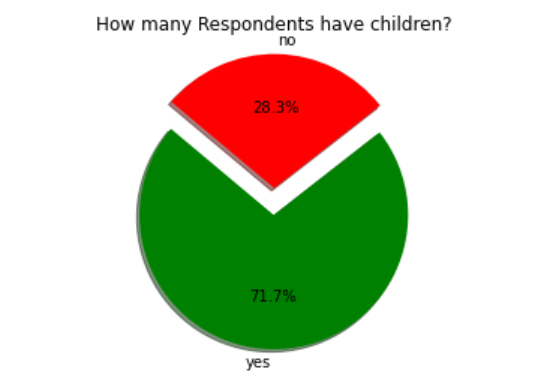 How many Respondents have children?
no
28.3%
71.7%
yes